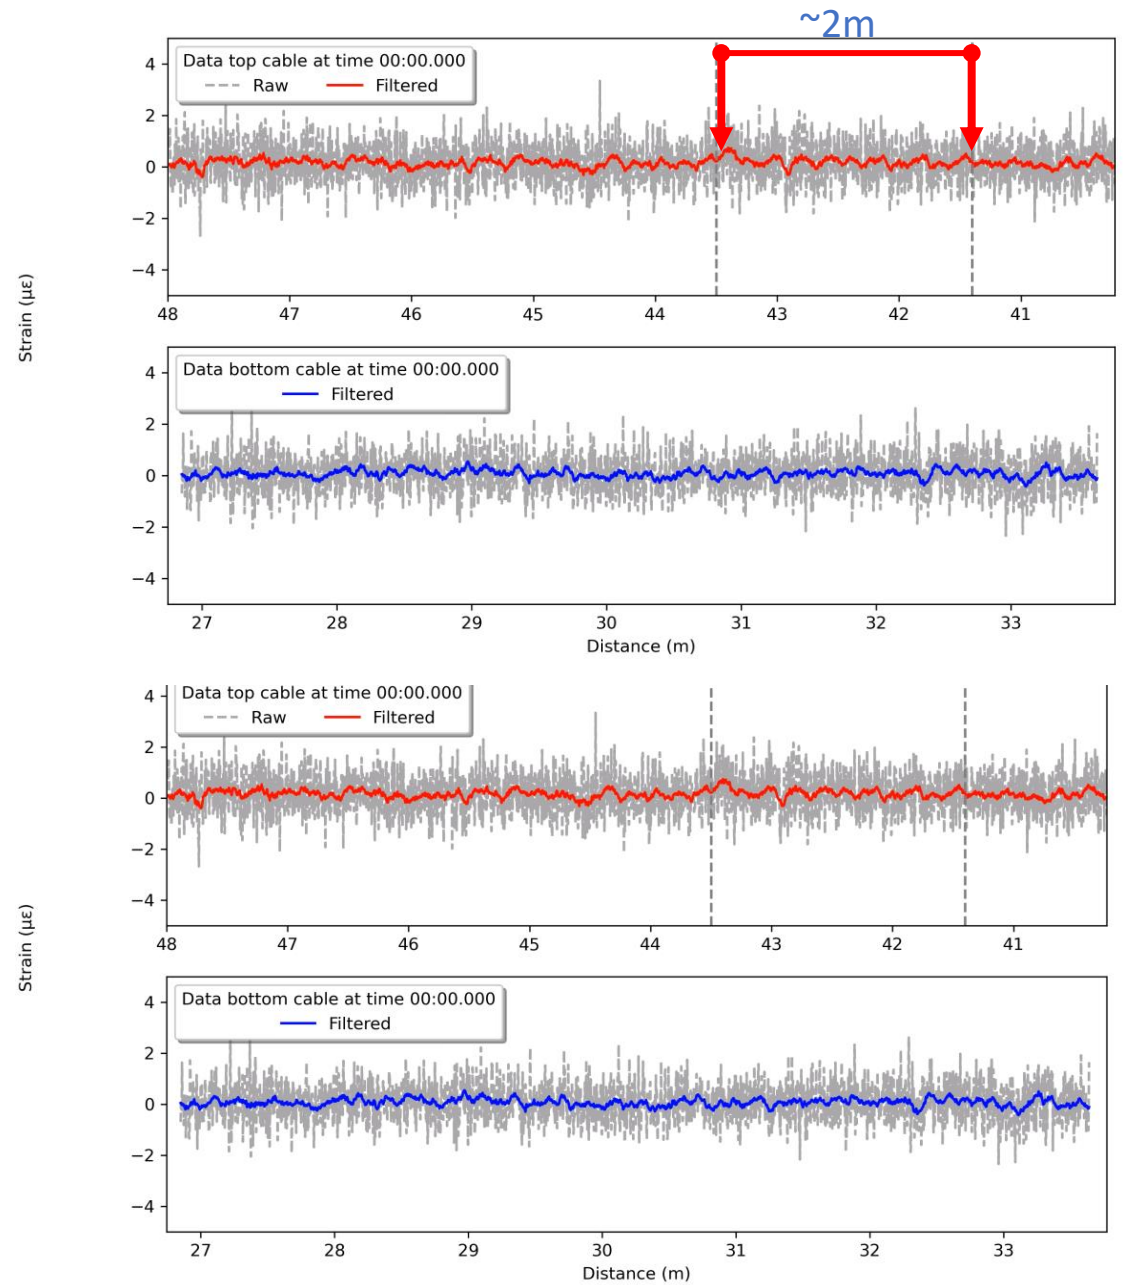 ~2m
Data top cable at time 00:00.000
Raw Filtered
4
2
0
−2
−4
48 47 46 45 44 43 42 41
Data bottom cable at time 00:00.000
Filtered
4
2
0
−2
−4
27 28 29 30 31 32 33
Distance (m)
Strain (με)
Data top cable at time 00:00.000
Raw Filtered
4
2
0
−2
−4
48 47 46 45 44 43 42 41
Data bottom cable at time 00:00.000
Filtered
4
2
0
−2
−4
27 28 29 30 31 32 33
Distance (m)
Strain (με)